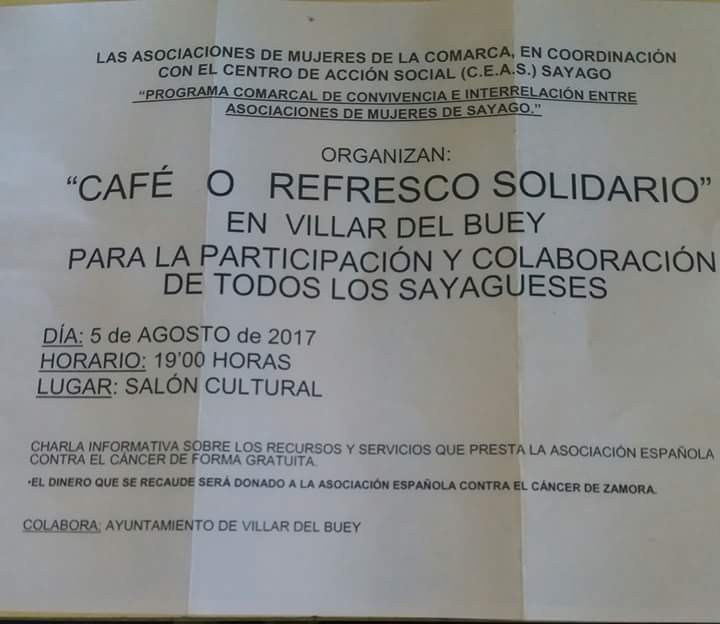 LAS ASOCIACIONES DE MUJERES DE LA COMARCA, EN COORDINACIÓN
CON EL CENTRO DE ACCIÓN SOCIAL (C.E.A.S.) SAYAGO
“PROGRAMA COMARCAL DE CONVIVENCIA E INTERRELACIÓN ENTRE
ASOCIACIONES DE MUJERES DE SAYAGO.”
ORGANIZAN:
“CAFÉ O REFRESCO SOLIDARIO”
EN VILLAR DEL BUEY
PARA LA PARTICIPACIÓN Y COLABORACIÓN
DE TODOS LOS SAYAGUESES
DÍA: 5 de AGOSTO de 2017
HORARIO: 19’00 HORAS
LUGAR: SALÓN CULTURAL
CHARLA INFORMATIVA SOBRE LOS RECURSOS Y SERVICIOS QUE PRESTA LA ASOCIACIÓN ESPAÑOLA
CONTRA EL CÁNCER DE FORMA GRATUITA.
•EL DINERO QUE SE RECAUDE SERÁ DONADO A LA ASOCIACIÓN ESPAÑOLA CONTRA EL CÁNCER DE ZAMORA.
COLABORA: AYUNTAMIENTO DE VILLAR DEL BUEY